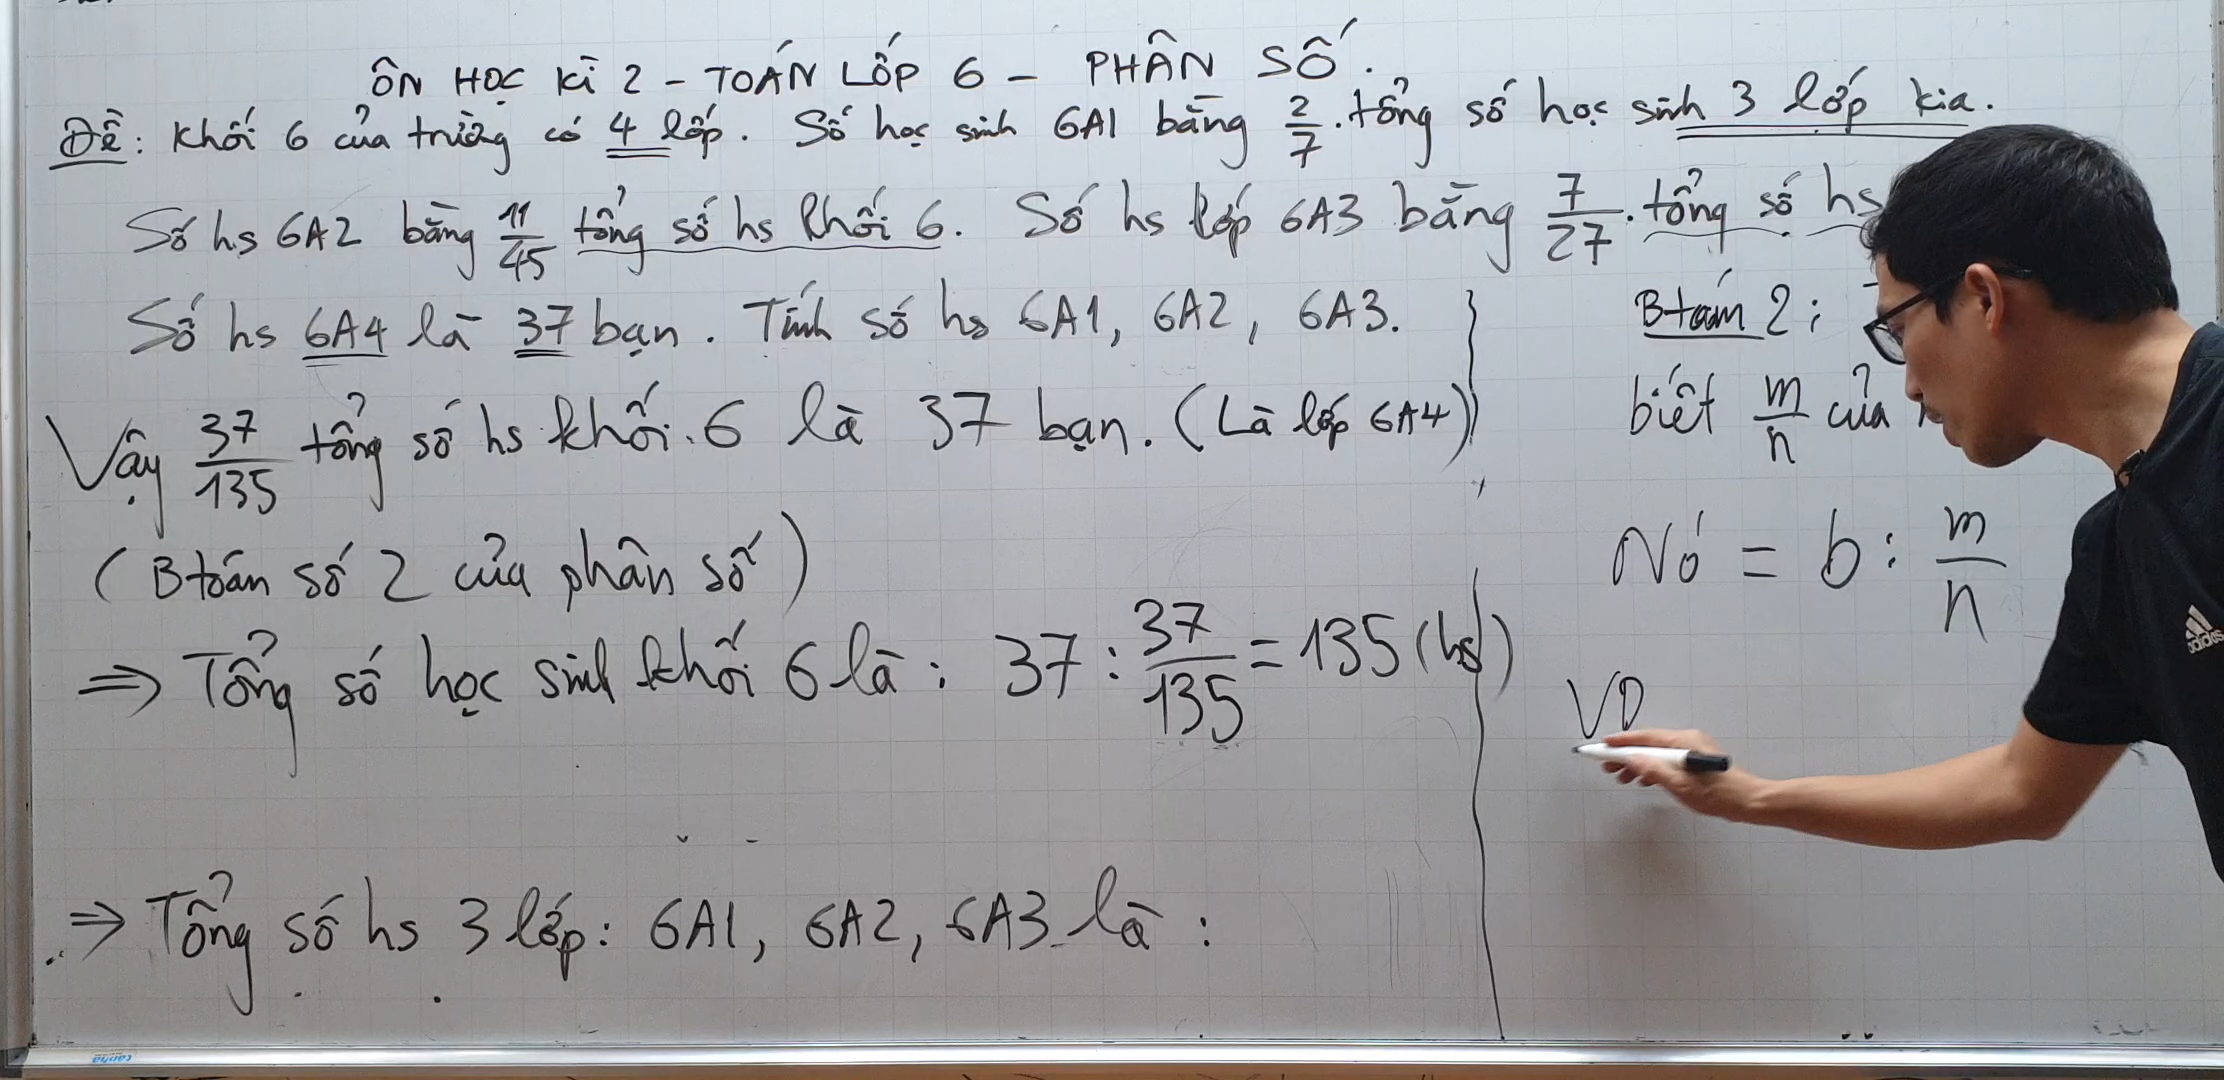 ÔN HỌC KÌ 2 - TOÁN LỚP 6 - PHÂN SỐ.
Đề: Khối 6 của trường có 4 lớp. Số học sinh 6A1 bằng 2/7 . tổng số học sinh 3 lớp kia.
Số hs 6A2 bằng 11/45 tổng số hs khối 6. Số hs lớp 6A3 bằng 7/27 . tổng số hs
Số hs 6A4 là 37 bạn. Tính số hs 6A1, 6A2, 6A3.
Vậy 37/135 tổng số hs khối 6 là 37 bạn. (Là lớp 6A4)
(B toán số 2 của phân số)
=> Tổng số học sinh khối 6 là: 37 : 37/135 = 135 (hs)
=> Tổng số hs 3 lớp: 6A1, 6A2, 6A3 là:
B toán 2:
biết m/n của
Nó = b : m/n
VD
adidas